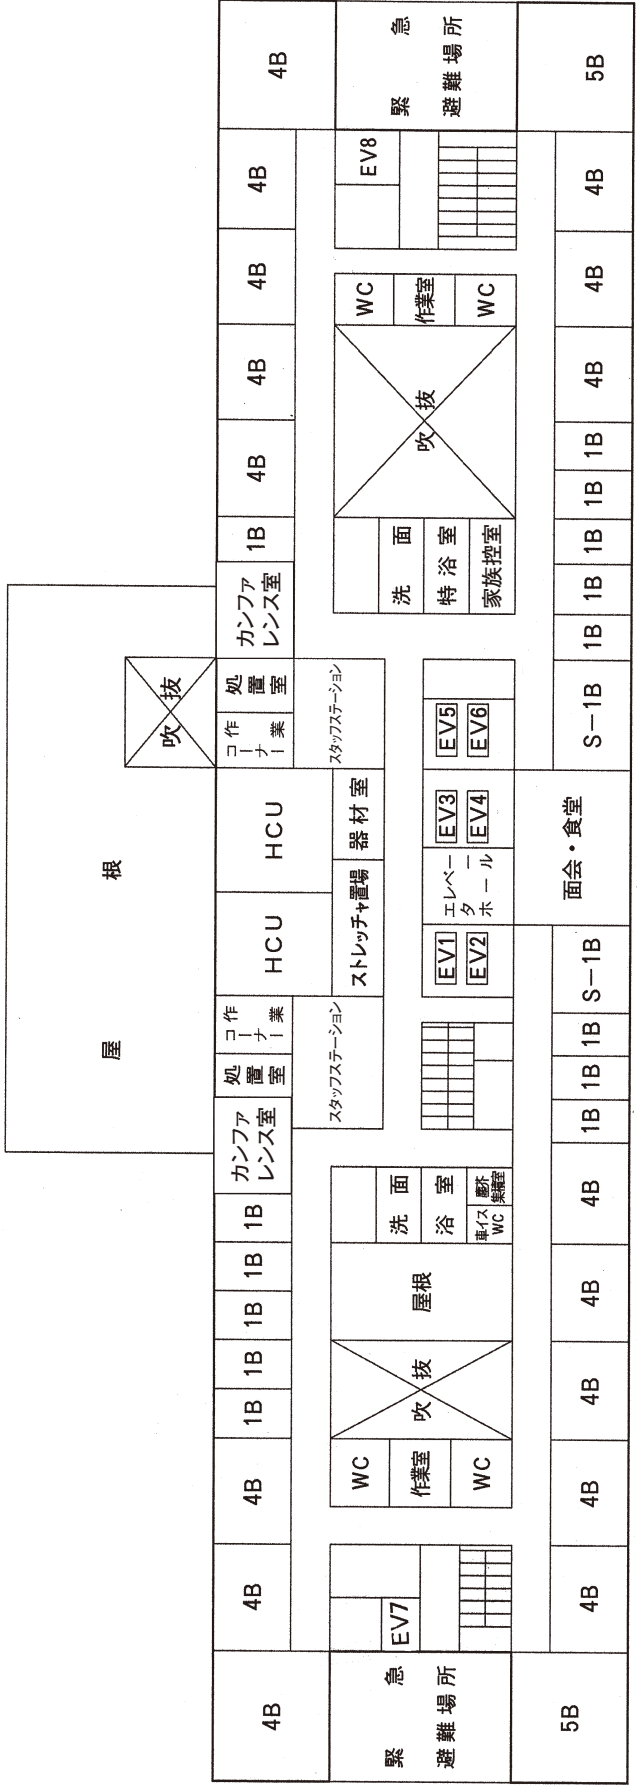 屋根
吹抜
4B
4B
4B
1B
1B
1B
1B
1B
カンファ
レンス室
処置室
作業
コーナー
HCU
HCU
作業
コーナー
処置室
カンファ
レンス室
1B
4B
4B
4B
4B
4B
緊急
避難場所
EV7
WC
作業室
WC
吹抜
屋根
洗面
浴室
車イス
WC
塵芥
集積室
スタッフステーション
ストレッチャ置場
器材室
スタッフステーション
EV1
EV2
エレベータ
ホール
EV3
EV4
EV5
EV6
洗面
特浴室
家族控室
吹抜
WC
作業室
WC
EV8
緊急
避難場所
5B
4B
4B
4B
4B
4B
1B
1B
1B
S−1B
面会・食堂
S−1B
1B
1B
1B
1B
1B
4B
4B
4B
5B